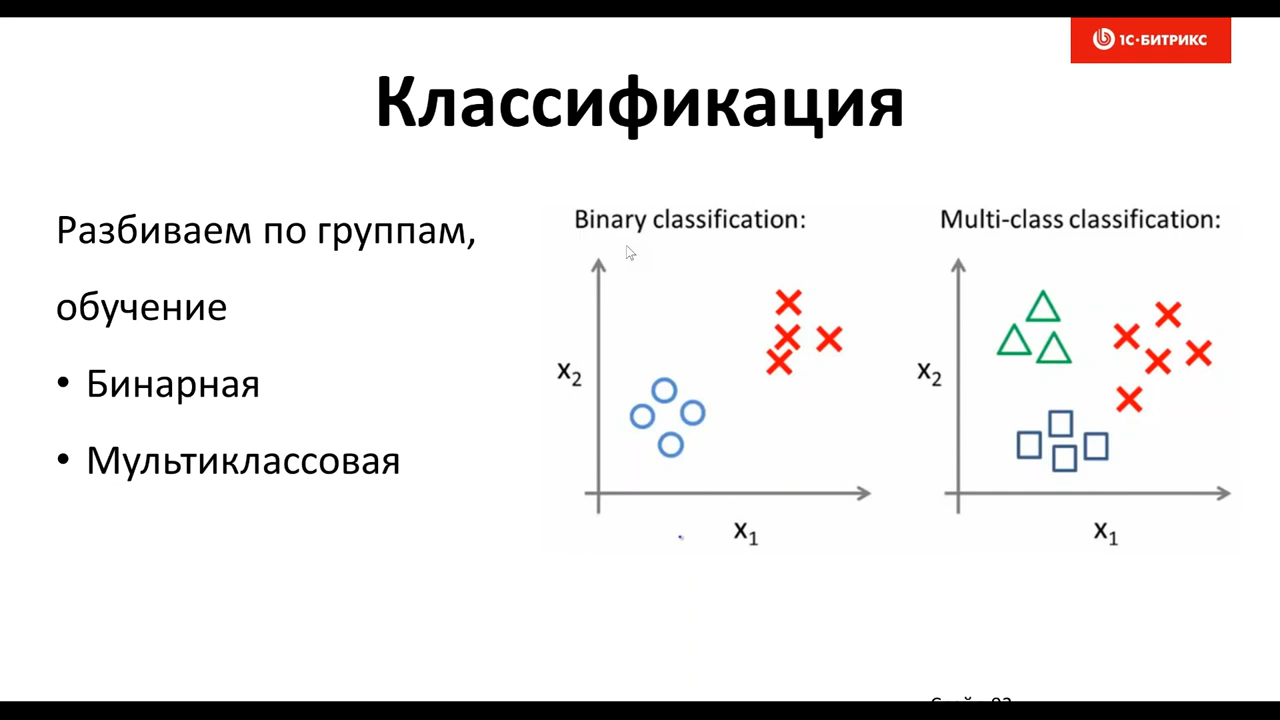 1С·БИТРИКС
Классификация
Разбиваем по группам,
обучение
• Бинарная
• Мультиклассовая
Binary classification:
x₂
x₁
Multi-class classification:
x₂
x₁